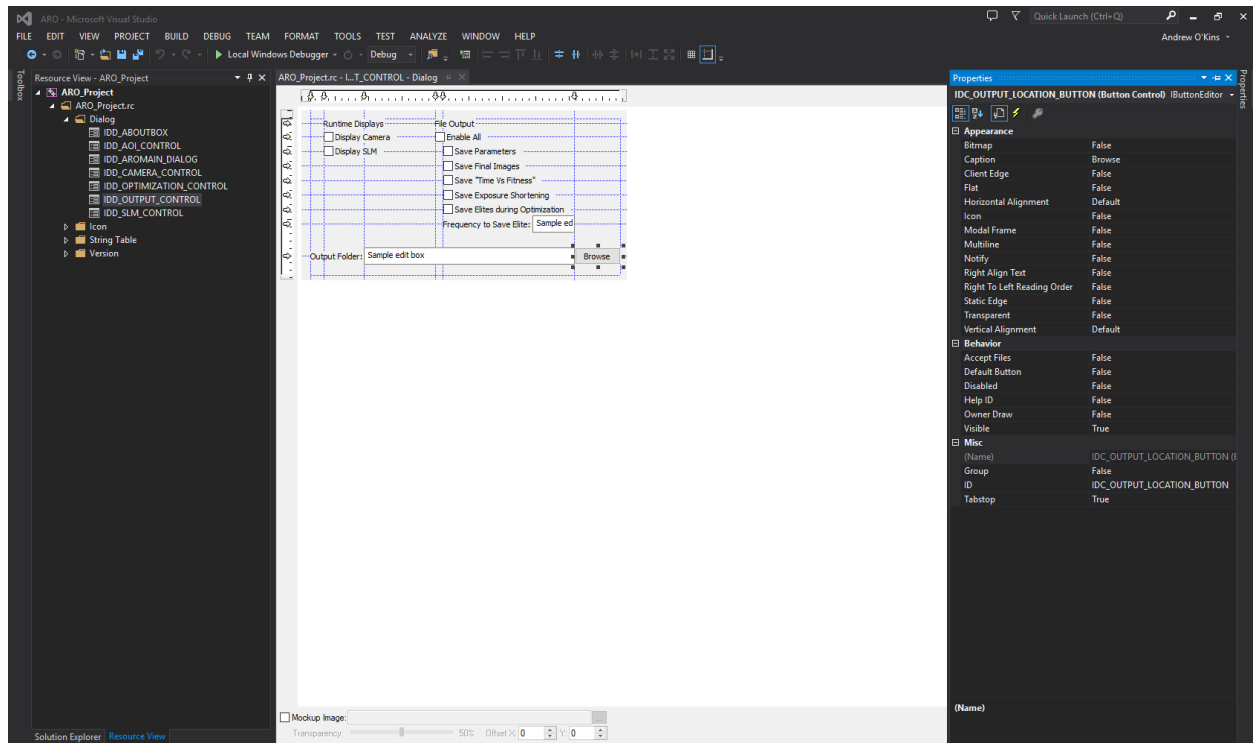 ARO - Microsoft Visual Studio
Quick Launch (Ctrl+Q)
FILE EDIT VIEW PROJECT BUILD DEBUG TEAM FORMAT TOOLS TEST ANALYZE WINDOW HELP
Andrew O'Kins
Local Windows Debugger
Debug
Toolbox
Resource View - ARO_Project
ARO_Project
ARO_Project.rc
Dialog
IDD_ABOUTBOX
IDD_AOI_CONTROL
IDD_AROMAIN_DIALOG
IDD_CAMERA_CONTROL
IDD_OPTIMIZATION_CONTROL
IDD_OUTPUT_CONTROL
IDD_SLM_CONTROL
Icon
String Table
Version
Solution Explorer Resource View
ARO_Project.rc - I...T_CONTROL - Dialog
Runtime Displays
Display Camera
Display SLM
File Output
Enable All
Save Parameters
Save Final Images
Save "Time Vs Fitness"
Save Exposure Shortening
Save Elites during Optimization
Frequency to Save Elite: Sample ed
Output Folder: Sample edit box Browse
Mockup Image: ...
Transparency: 50% Offset X: 0 Y: 0
Properties
IDC_OUTPUT_LOCATION_BUTTON (Button Control) IButtonEditor
Appearance
Bitmap False
Caption Browse
Client Edge False
Flat False
Horizontal Alignment Default
Icon False
Modal Frame False
Multiline False
Notify False
Right Align Text False
Right To Left Reading Order False
Static Edge False
Transparent False
Vertical Alignment Default
Behavior
Accept Files False
Default Button False
Disabled False
Help ID False
Owner Draw False
Visible True
Misc
(Name) IDC_OUTPUT_LOCATION_BUTTON (E
Group False
ID IDC_OUTPUT_LOCATION_BUTTON
Tabstop True
(Name)
Properties